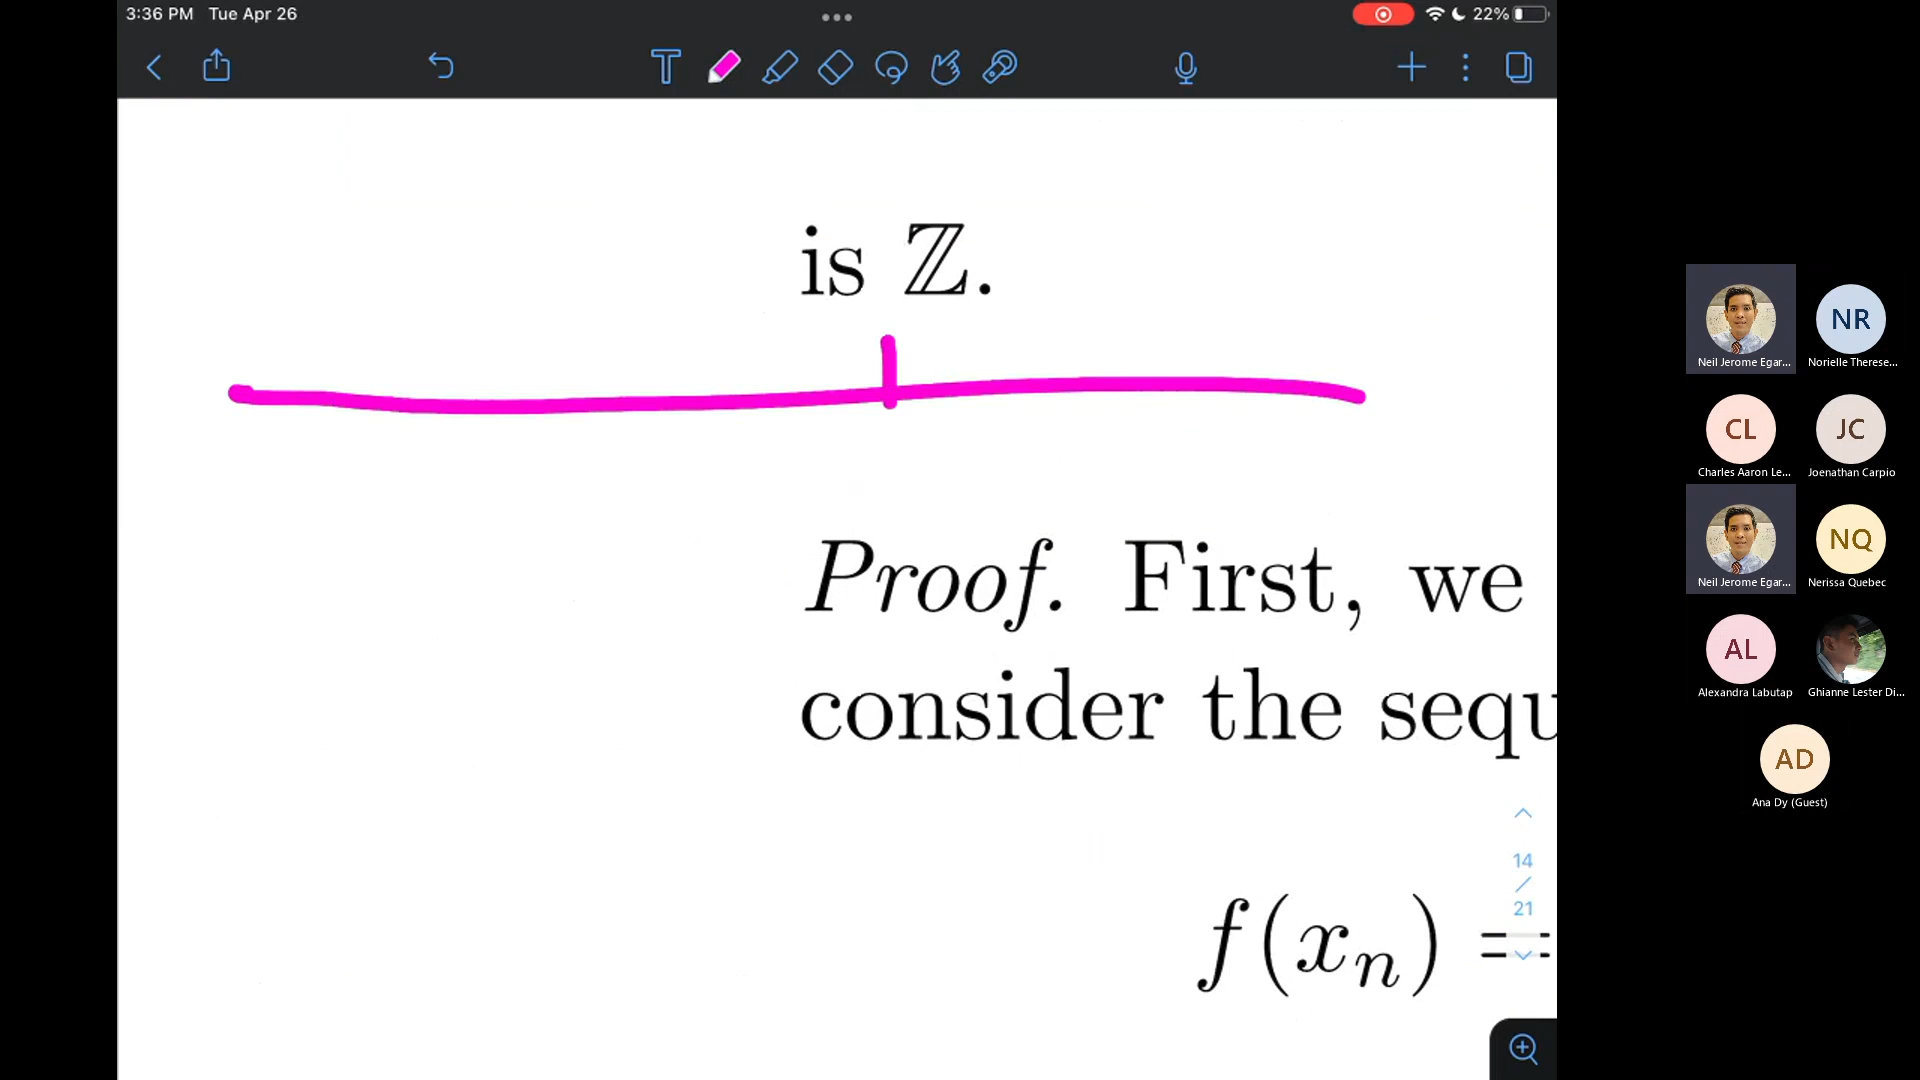 3:36 PM Tue Apr 26
22%
T
is ℤ.
Proof. First, we
consider the sequ
f(xₙ) =
14
/
21
Neil Jerome Egar...
NR
Norielle Therese...
CL
Charles Aaron Le...
JC
Joenathan Carpio
Neil Jerome Egar...
NQ
Nerissa Quebec
AL
Alexandra Labutap
Ghianne Lester Di...
AD
Ana Dy (Guest)